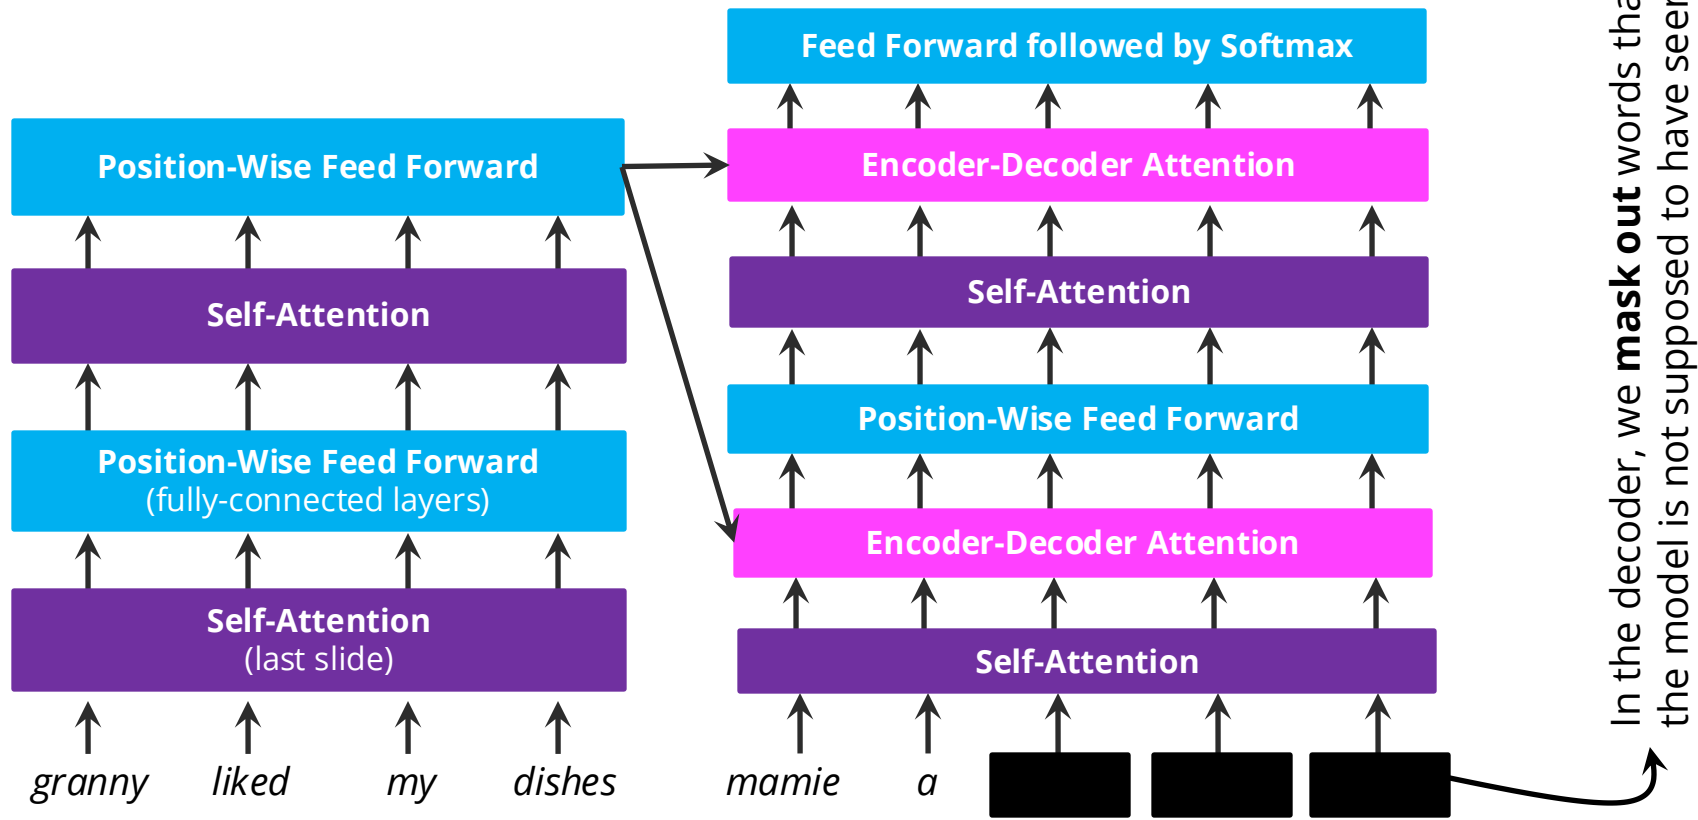 Position-Wise Feed Forward
Self-Attention
Position-Wise Feed Forward
(fully-connected layers)
Self-Attention
(last slide)
granny liked my dishes
Feed Forward followed by Softmax
Encoder-Decoder Attention
Self-Attention
Position-Wise Feed Forward
Encoder-Decoder Attention
Self-Attention
mamie a
In the decoder, we mask out words
the model is not supposed to have seen